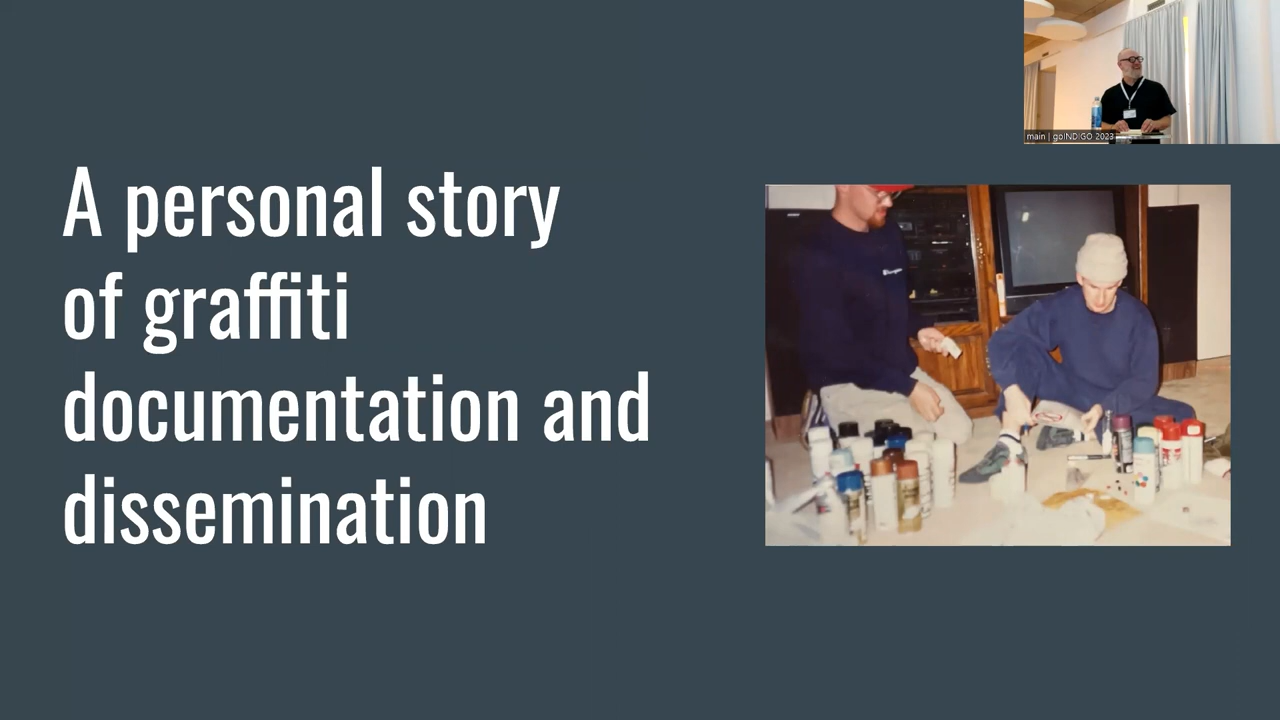 main | goINDIGO 2023
A personal story
of graffiti
documentation and
dissemination